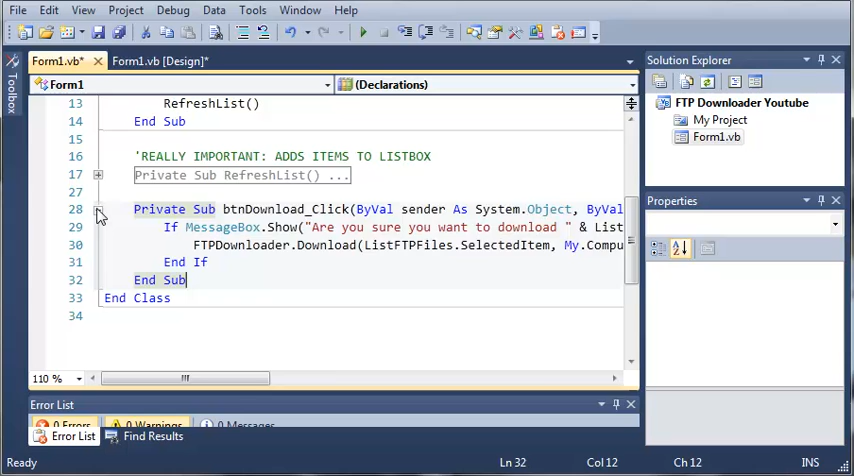 File Edit View Project Debug Data Tools Window Help
Form1.vb* Form1.vb [Design]*
Toolbox
Form1 (Declarations)
13 RefreshList()
14 End Sub
15
16 'REALLY IMPORTANT: ADDS ITEMS TO LISTBOX
17 Private Sub RefreshList() ...
27
28 Private Sub btnDownload_Click(ByVal sender As System.Object, ByVal
29 If MessageBox.Show("Are you sure you want to download " & List
30 FTPDownloader.Download(ListFTPFiles.SelectedItem, My.Compu
31 End If
32 End Sub
33 End Class
34
110 %
Error List
0 Errors 0 Warnings 0 Messages
Error List Find Results
Ready Ln 32 Col 12 Ch 12 INS
Solution Explorer
FTP Downloader Youtube
My Project
Form1.vb
Properties